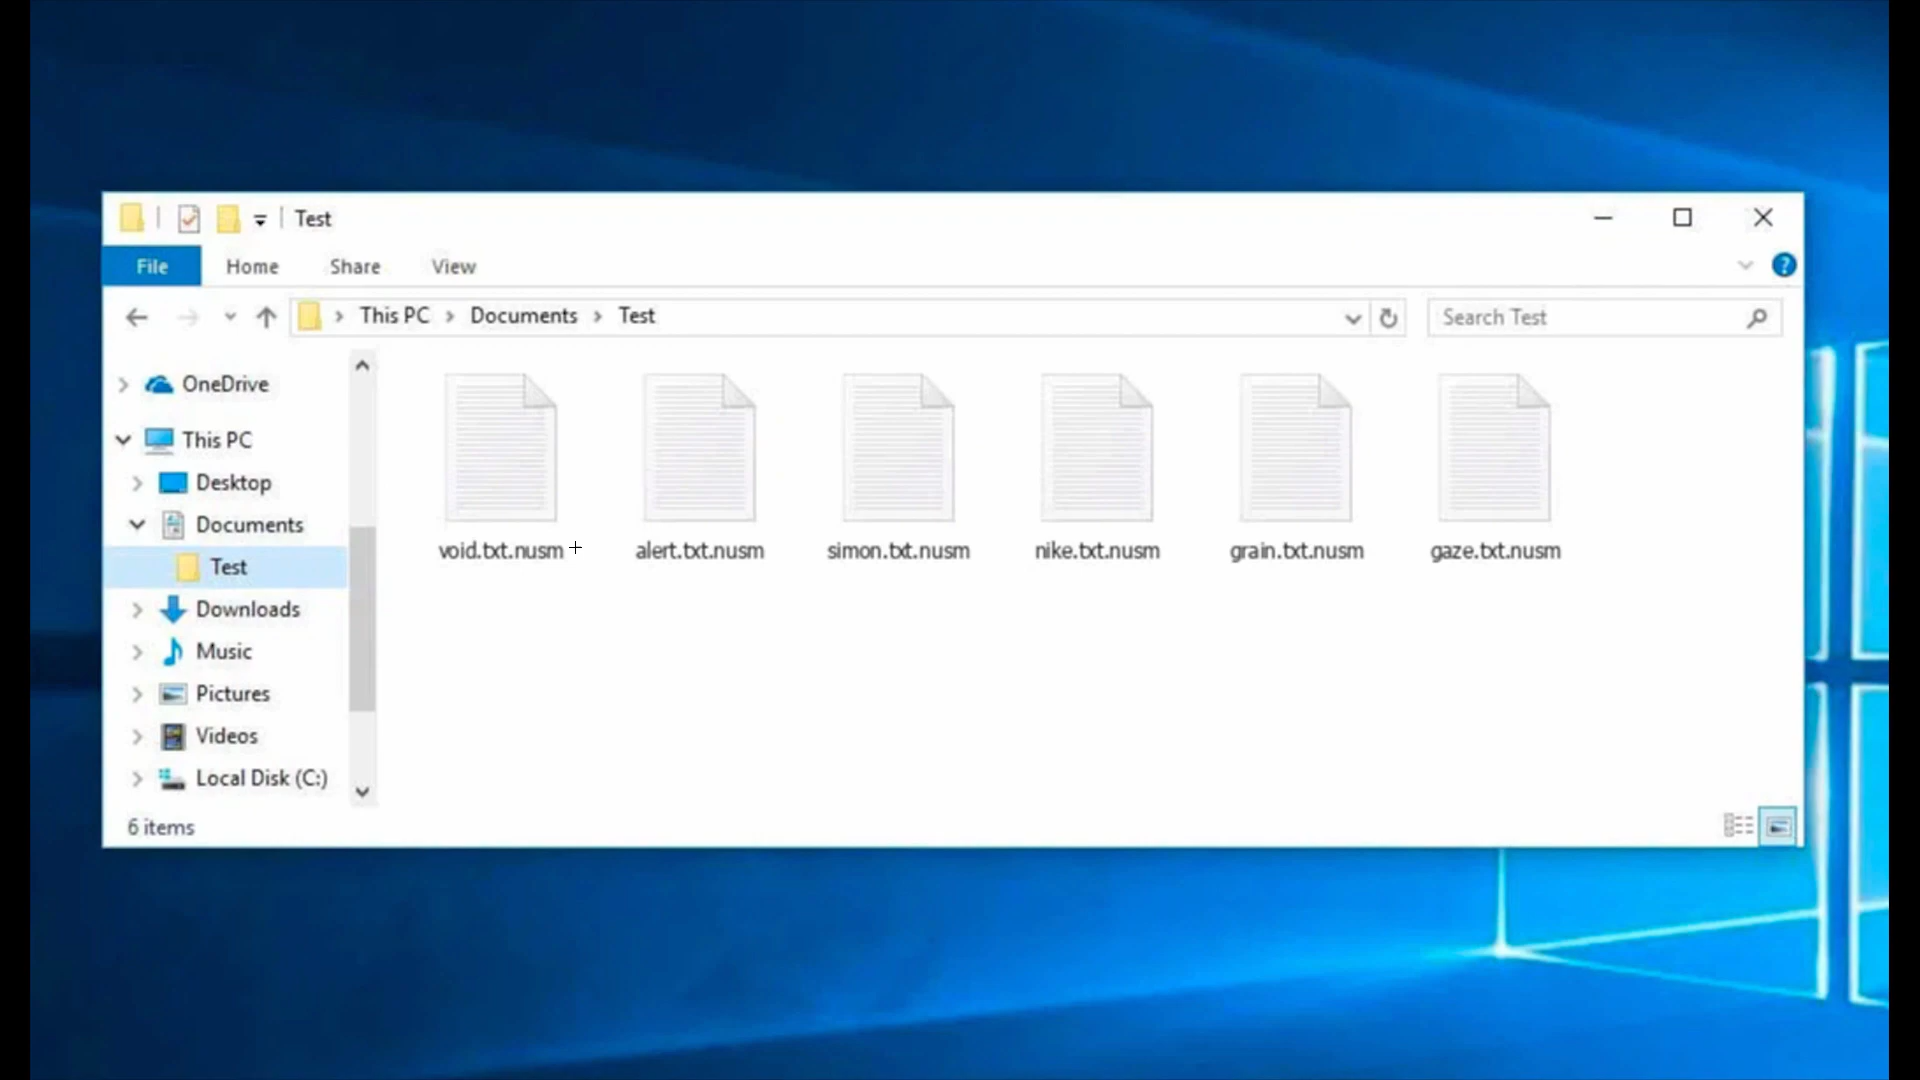 Test
File Home Share View
This PC Documents Test
Search Test
OneDrive
This PC
Desktop
Documents
Test
Downloads
Music
Pictures
Videos
Local Disk (C:)
void.txt.nusm alert.txt.nusm simon.txt.nusm nike.txt.nusm grain.txt.nusm gaze.txt.nusm
6 items